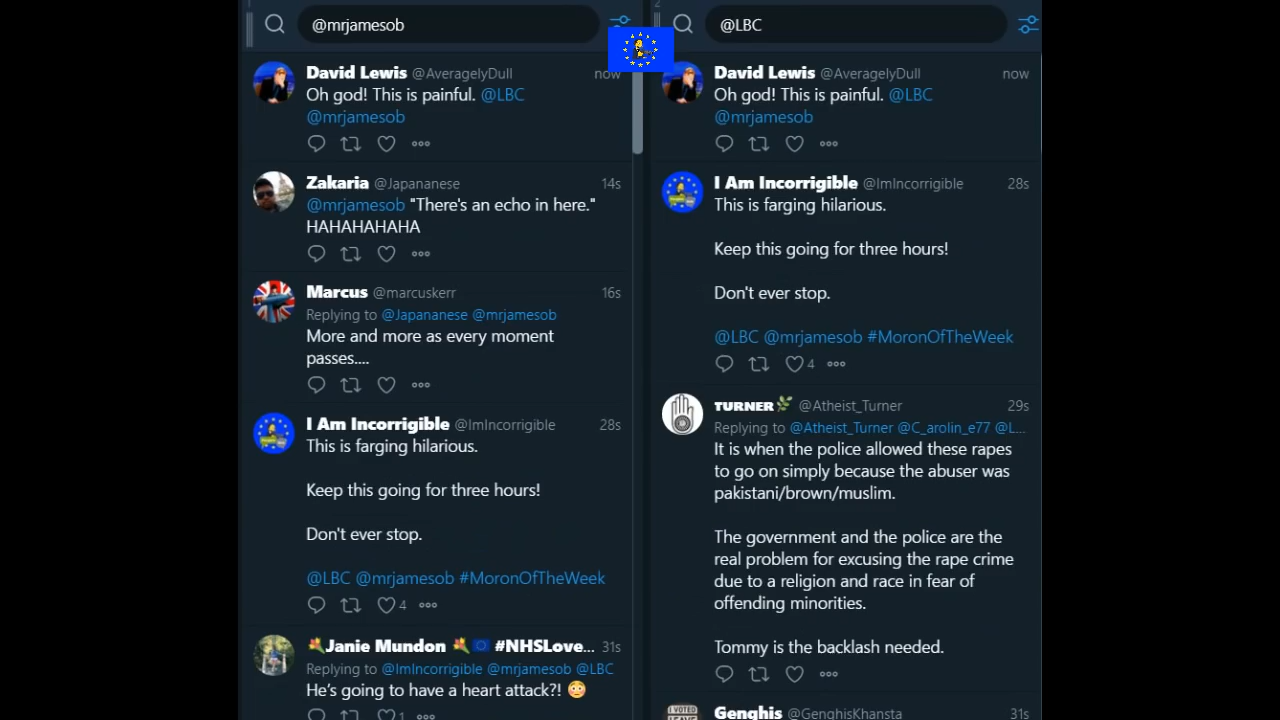 1
@mrjamesob
David Lewis @AveragelyDull now
Oh god! This is painful. @LBC
@mrjamesob
Zakaria @Japananese 14s
@mrjamesob "There's an echo in here."
HAHAHAHAHA
Marcus @marcuskerr 16s
Replying to @Japananese @mrjamesob
More and more as every moment
passes....
I Am Incorrigible @ImIncorrigible 28s
This is farging hilarious.
Keep this going for three hours!
Don't ever stop.
@LBC @mrjamesob #MoronOfTheWeek
4
💐Janie Mundon 💐🇪🇺 #NHSLove... 31s
Replying to @ImIncorrigible @mrjamesob @LBC
He's going to have a heart attack?! 😳
1
2
@LBC
David Lewis @AveragelyDull now
Oh god! This is painful. @LBC
@mrjamesob
I Am Incorrigible @ImIncorrigible 28s
This is farging hilarious.
Keep this going for three hours!
Don't ever stop.
@LBC @mrjamesob #MoronOfTheWeek
4
TURNER🌿 @Atheist_Turner 29s
Replying to @Atheist_Turner @C_arolin_e77 @L...
It is when the police allowed these rapes
to go on simply because the abuser was
pakistani/brown/muslim.
The government and the police are the
real problem for excusing the rape crime
due to a religion and race in fear of
offending minorities.
Tommy is the backlash needed.
I VOTED
Genghis @GenghisKhansta 31s